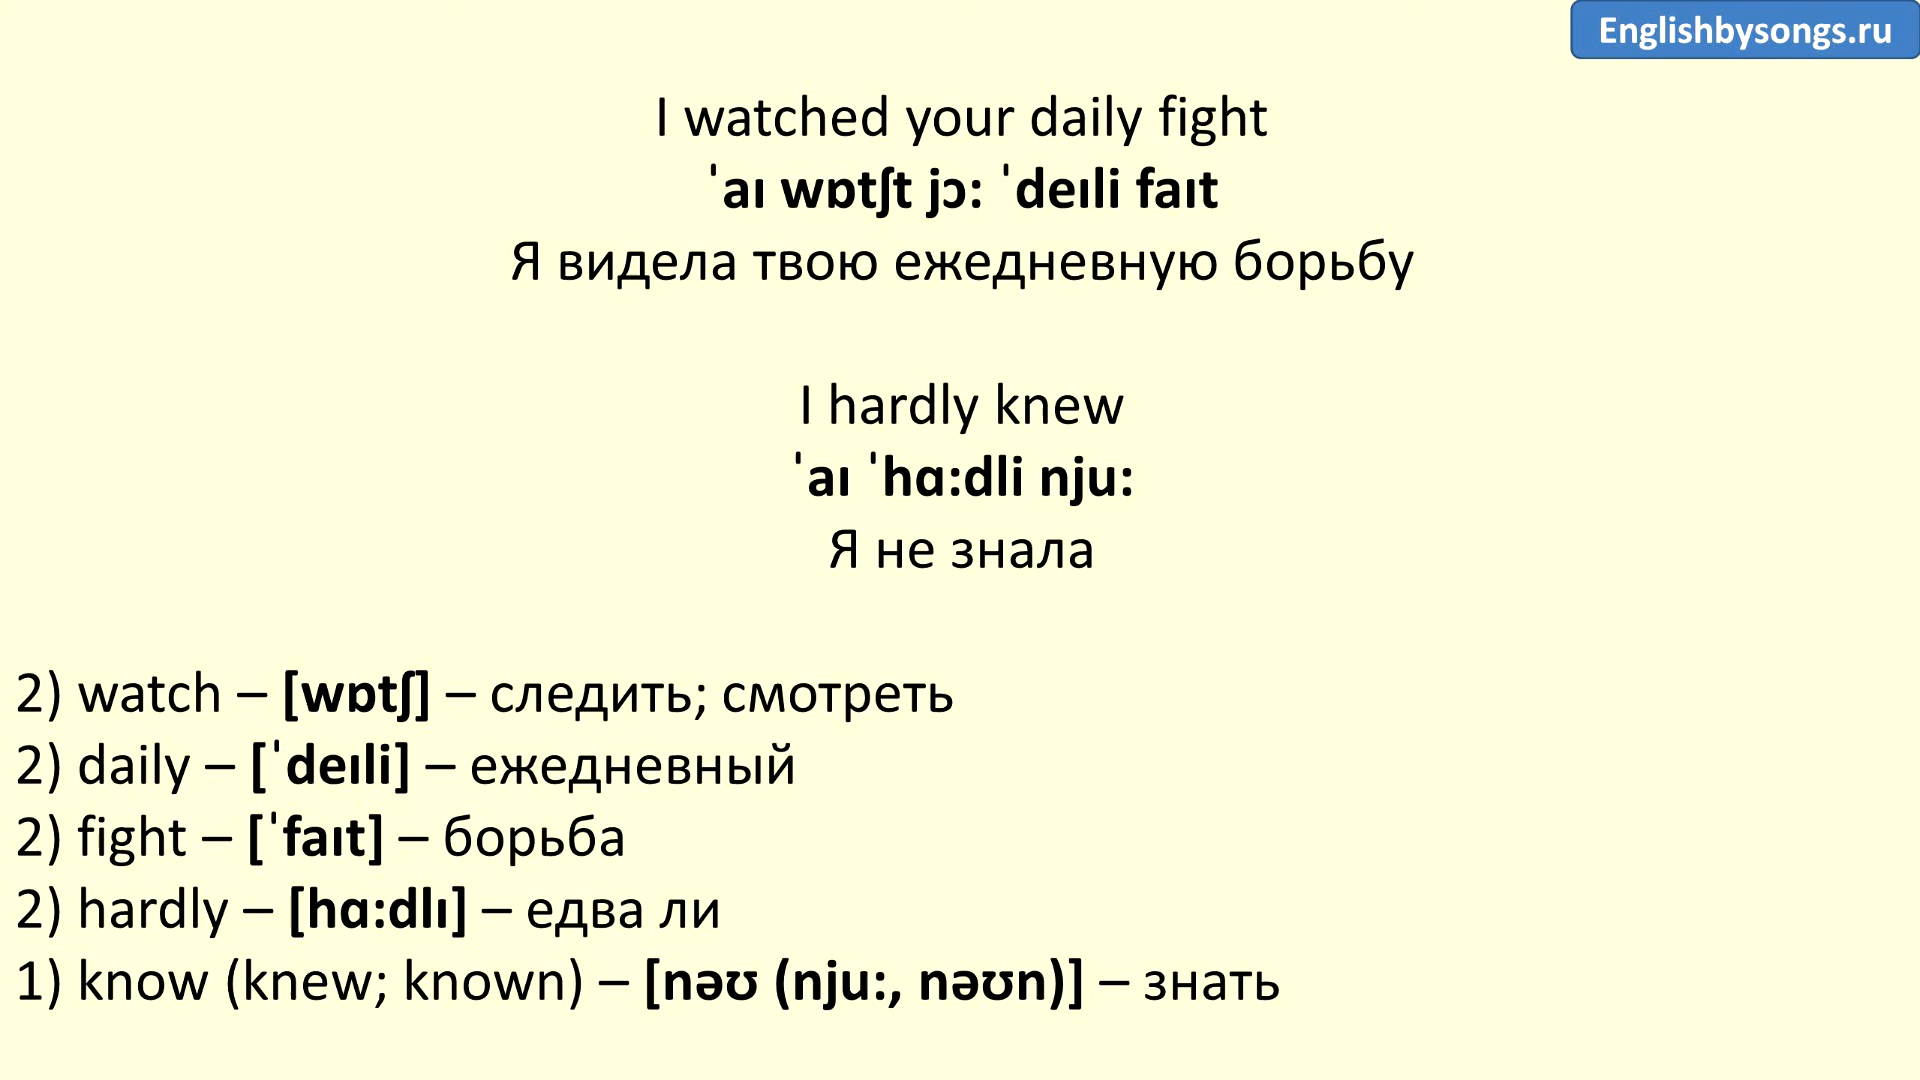 Englishbysongs.ru
I watched your daily fight
ˈaɪ wɒtʃt jɔ: ˈdeɪli faɪt
Я видела твою ежедневную борьбу
I hardly knew
ˈaɪ ˈhɑ:dli nju:
Я не знала
2) watch – [wɒtʃ] – следить; смотреть
2) daily – [ˈdeɪli] – ежедневный
2) fight – [ˈfaɪt] – борьба
2) hardly – [hɑ:dlɪ] – едва ли
1) know (knew; known) – [nəʊ (nju:, nəʊn)] – знать